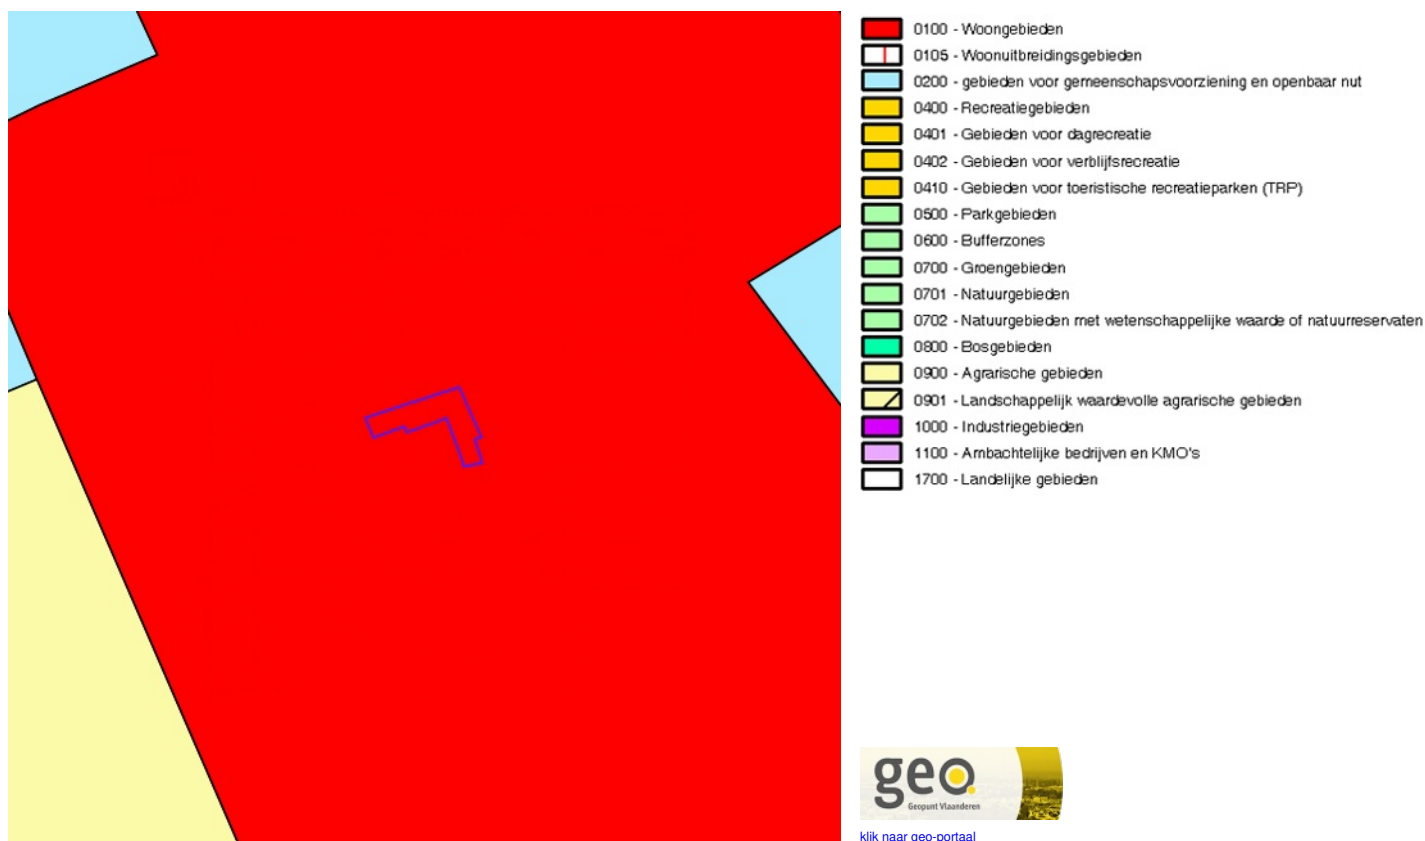 0100 - Woongebieden
0105 - Woonuitbreidingsgebieden
0200 - gebieden voor gemeenschapsvoorziening en openbaar nut
0400 - Recreatiegebieden
0401 - Gebieden voor dagrecreatie
0402 - Gebieden voor verblijfsrecreatie
0410 - Gebieden voor toeristische recreatieparken (TRP)
0500 - Parkgebieden
0600 - Bufferzones
0700 - Groengebieden
0701 - Natuurgebieden
0702 - Natuurgebieden met wetenschappelijke waarde of natuurreservaten
0800 - Bosgebieden
0900 - Agrarische gebieden
0901 - Landschappelijk waardevolle agrarische gebieden
1000 - Industriegebieden
1100 - Ambachtelijke bedrijven en KMO's
1700 - Landelijke gebieden
geo
Geopunt Vlaanderen
klik naar geo-portaal